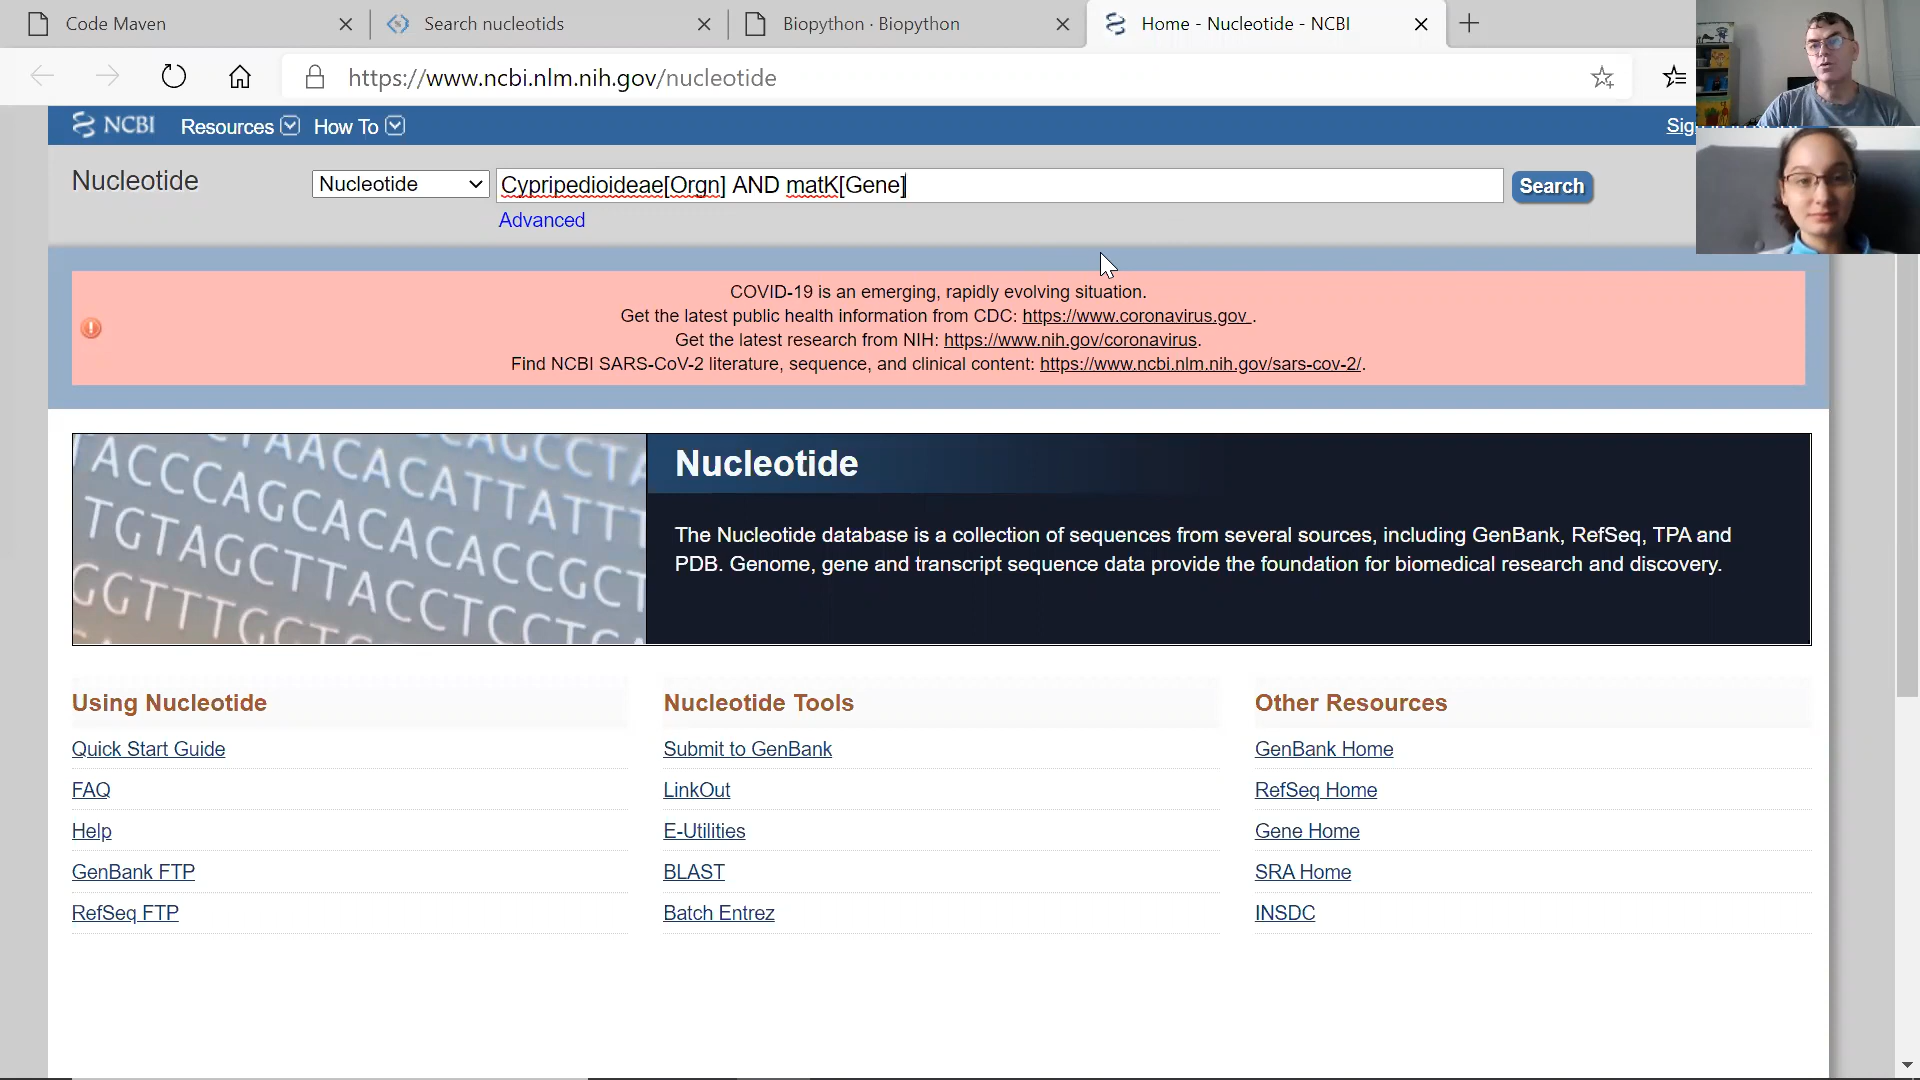 Code Maven
Search nucleotids
Biopython · Biopython
Home - Nucleotide - NCBI
https://www.ncbi.nlm.nih.gov/nucleotide
NCBI Resources How To
Nucleotide
Nucleotide
Cypripedioideae[Orgn] AND matK[Gene]
Search
Advanced
COVID-19 is an emerging, rapidly evolving situation.
Get the latest public health information from CDC: https://www.coronavirus.gov .
Get the latest research from NIH: https://www.nih.gov/coronavirus.
Find NCBI SARS-CoV-2 literature, sequence, and clinical content: https://www.ncbi.nlm.nih.gov/sars-cov-2/.
Nucleotide
The Nucleotide database is a collection of sequences from several sources, including GenBank, RefSeq, TPA and
PDB. Genome, gene and transcript sequence data provide the foundation for biomedical research and discovery.
Using Nucleotide
Quick Start Guide
FAQ
Help
GenBank FTP
RefSeq FTP
Nucleotide Tools
Submit to GenBank
LinkOut
E-Utilities
BLAST
Batch Entrez
Other Resources
GenBank Home
RefSeq Home
Gene Home
SRA Home
INSDC